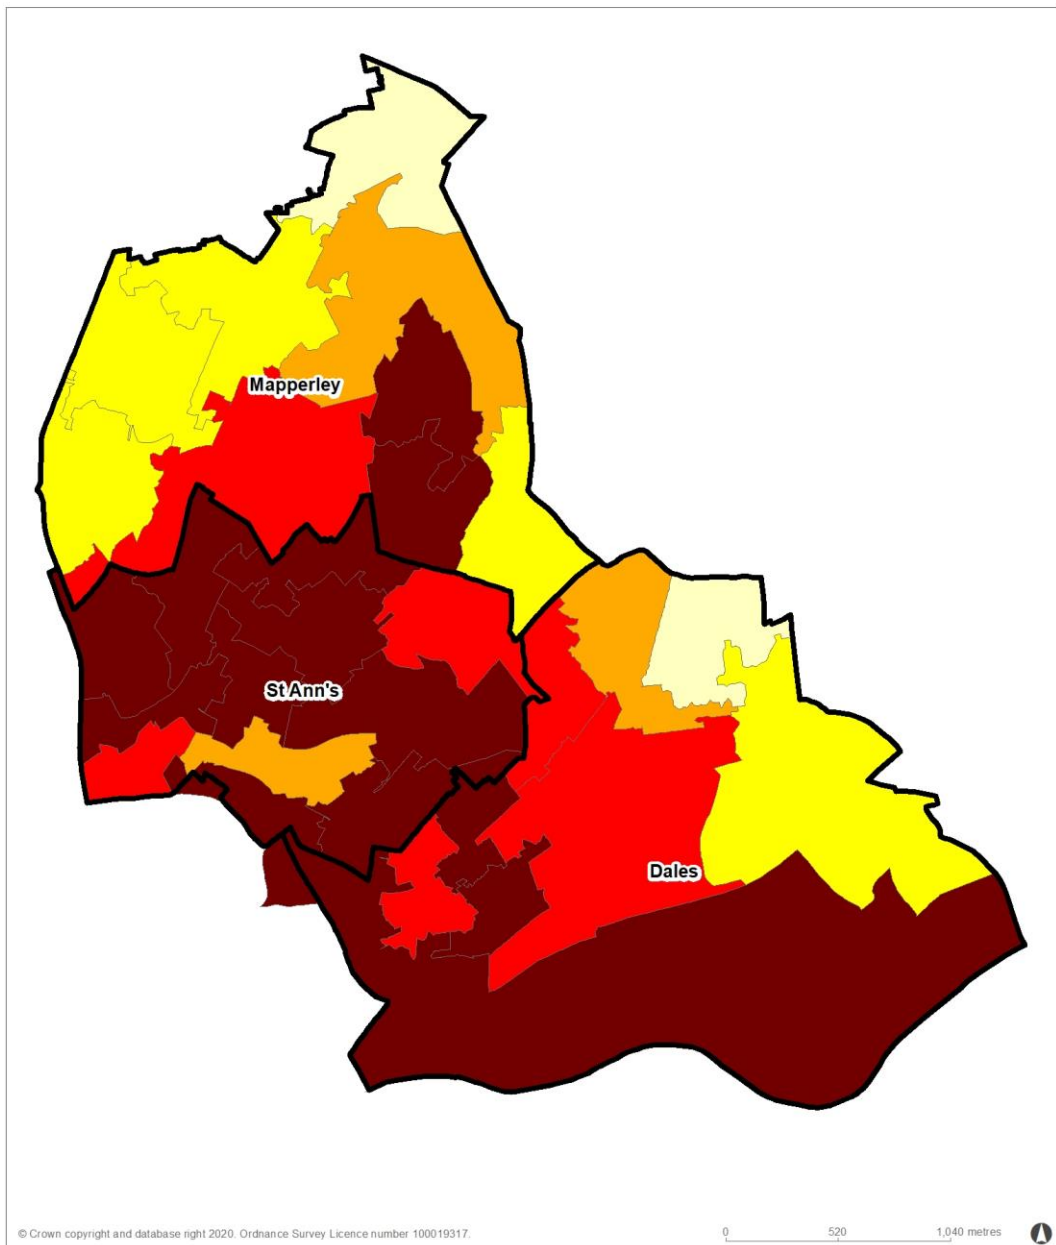 Mapperley
St Ann's
Dales
© Crown copyright and database right 2020. Ordnance Survey Licence number 100019317.
0 520 1,040 metres